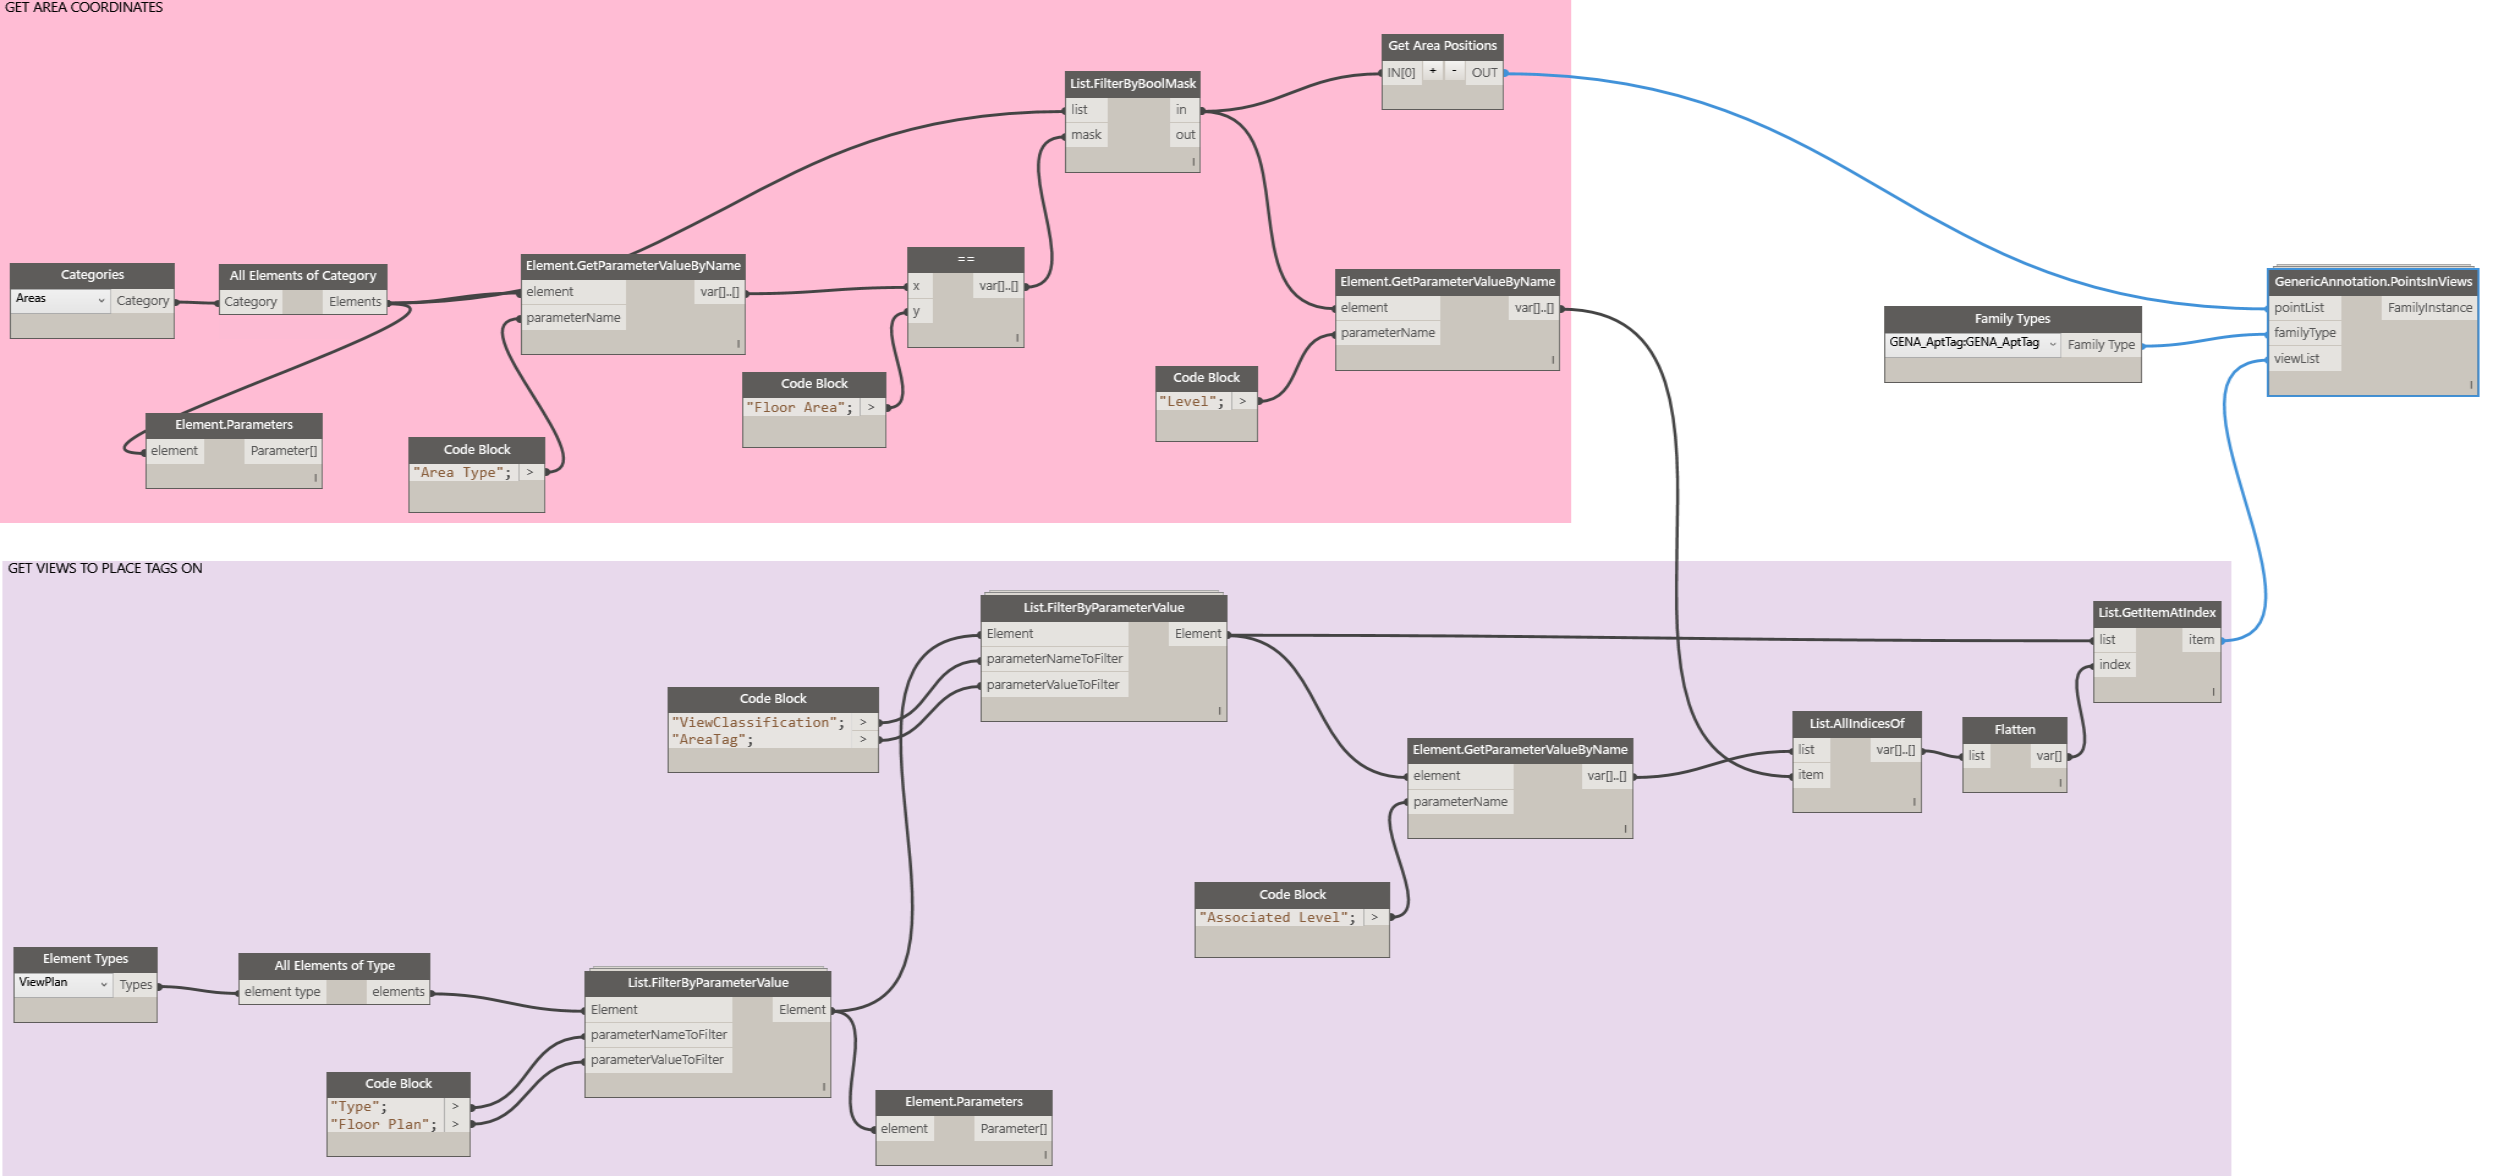 GET AREA COORDINATES
Get Area Positions
IN[0] + - OUT
List.FilterByBoolMask
list in
mask out
Categories
Areas Category
All Elements of Category
Category Elements
Element.GetParameterValueByName
element var[]..[]
parameterName
==
x var[]..[]
y
Element.GetParameterValueByName
element var[]..[]
parameterName
Code Block
"Floor Area"; >
Code Block
"Level"; >
Element.Parameters
element Parameter[]
Code Block
"Area Type"; >
Family Types
GENA_AptTag:GENA_AptTag Family Type
GenericAnnotation.PointsInViews
pointList FamilyInstance
familyType
viewList
GET VIEWS TO PLACE TAGS ON
List.FilterByParameterValue
Element Element
parameterNameToFilter
parameterValueToFilter
List.GetItemAtIndex
list item
index
Code Block
"ViewClassification"; >
"AreaTag"; >
Element.GetParameterValueByName
element var[]..[]
parameterName
List.AllIndicesOf
list var[]..[]
item
Flatten
list var[]
Code Block
"Associated Level"; >
Element Types
ViewPlan Types
All Elements of Type
element type elements
List.FilterByParameterValue
Element Element
parameterNameToFilter
parameterValueToFilter
Code Block
"Type"; >
"Floor Plan"; >
Element.Parameters
element Parameter[]